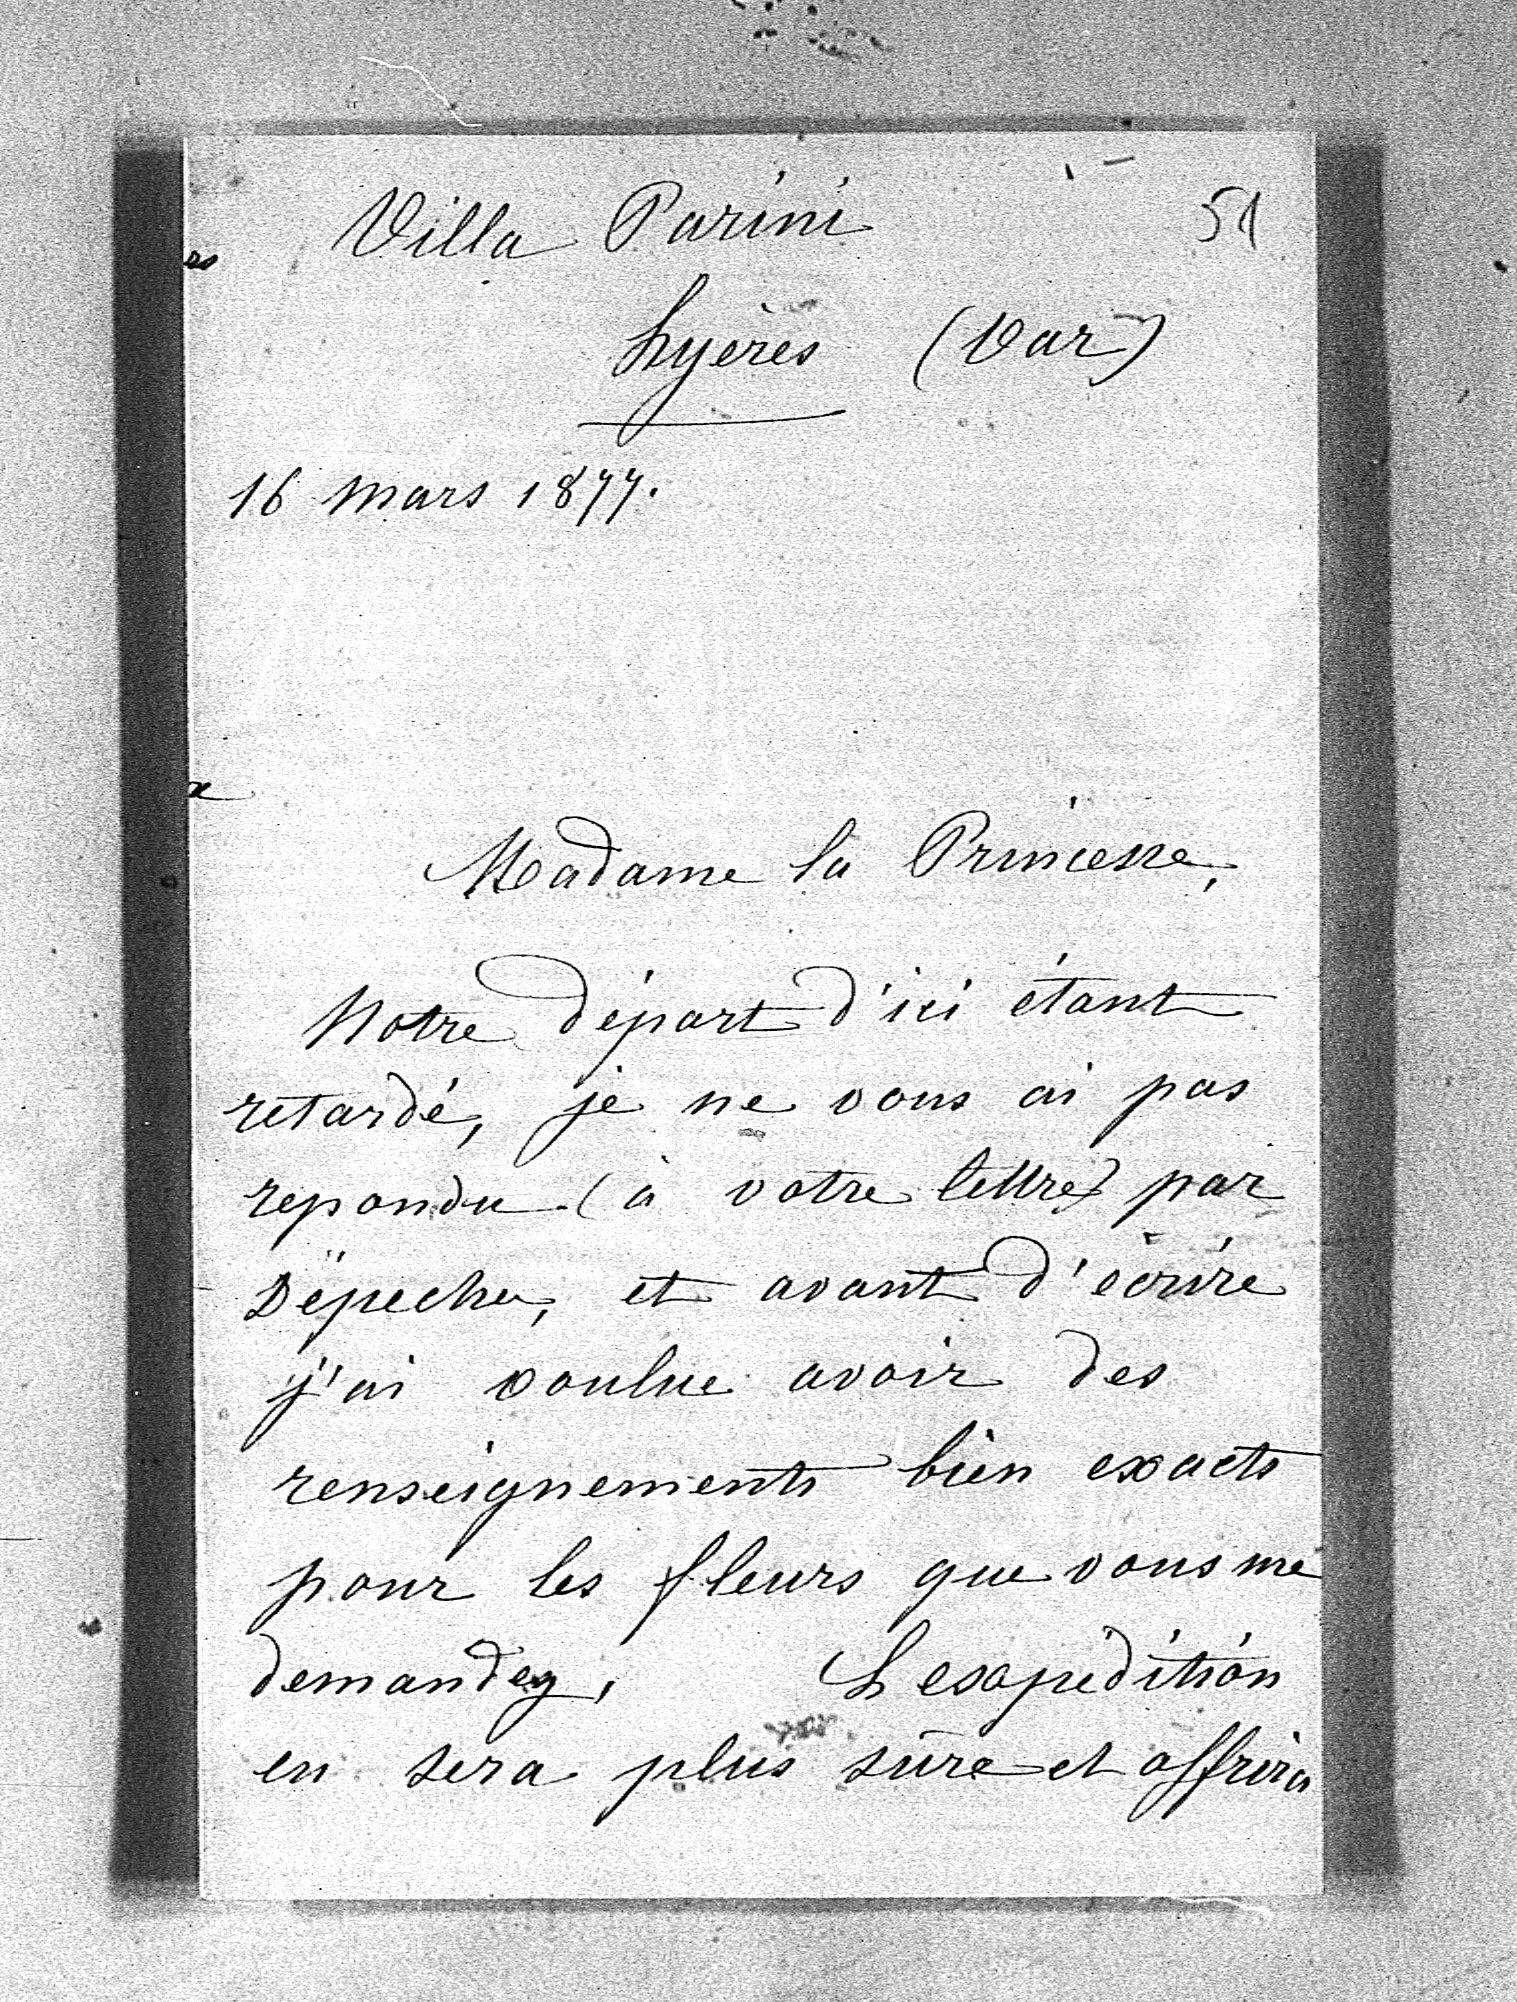 Villa Parini
51
hyères (Var)
16 mars 1877.
Madame la Princesse,
Notre départ d'ici étant
retardé, je ne vous ai pas
repondu (à votre lettre) par
Dépeche, et avant d'écrire
j'ai voulue avoir des
renseignements bien exacts
pour les fleurs que vous me
demandez, L'expédition
en sera plus sûre et offrira